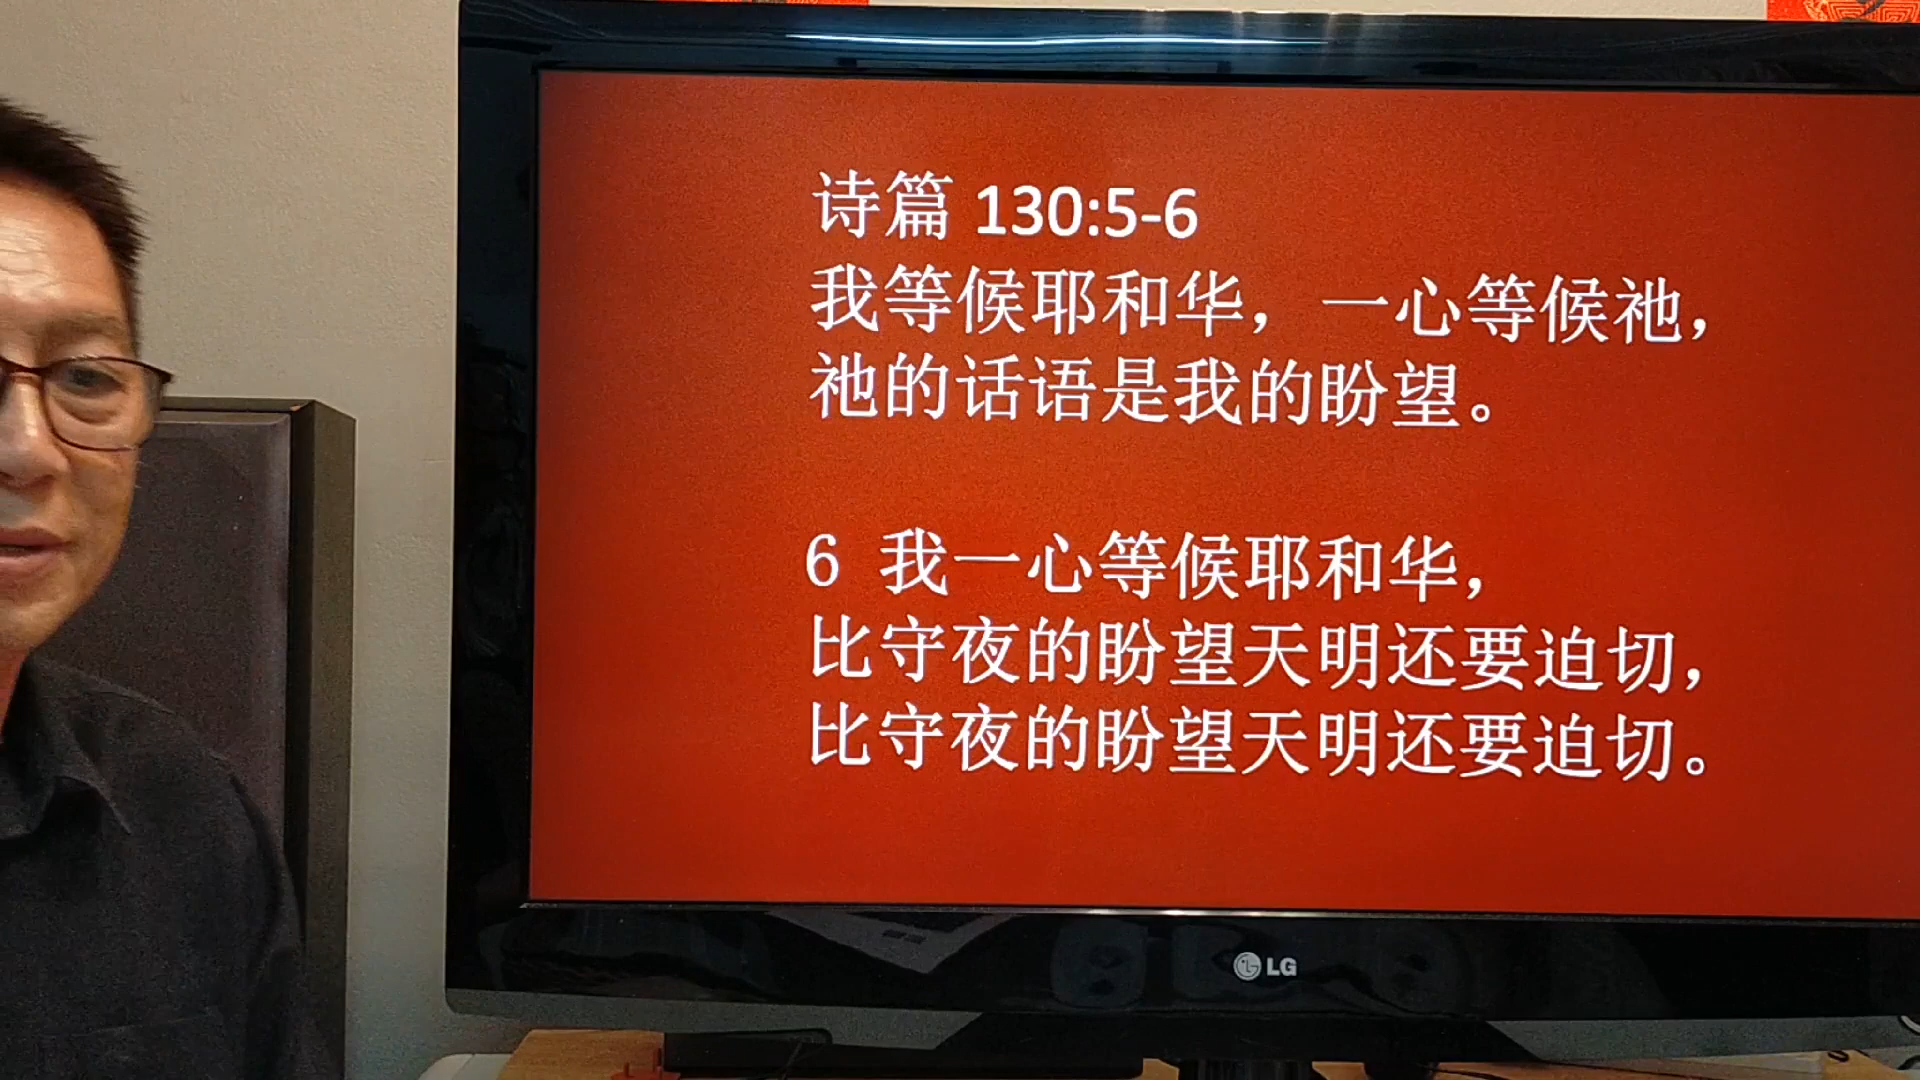 诗篇 130:5-6
我等候耶和华，一心等候祂，
祂的话语是我的盼望。
6 我一心等候耶和华，
比守夜的盼望天明还要迫切，
比守夜的盼望天明还要迫切。
LG